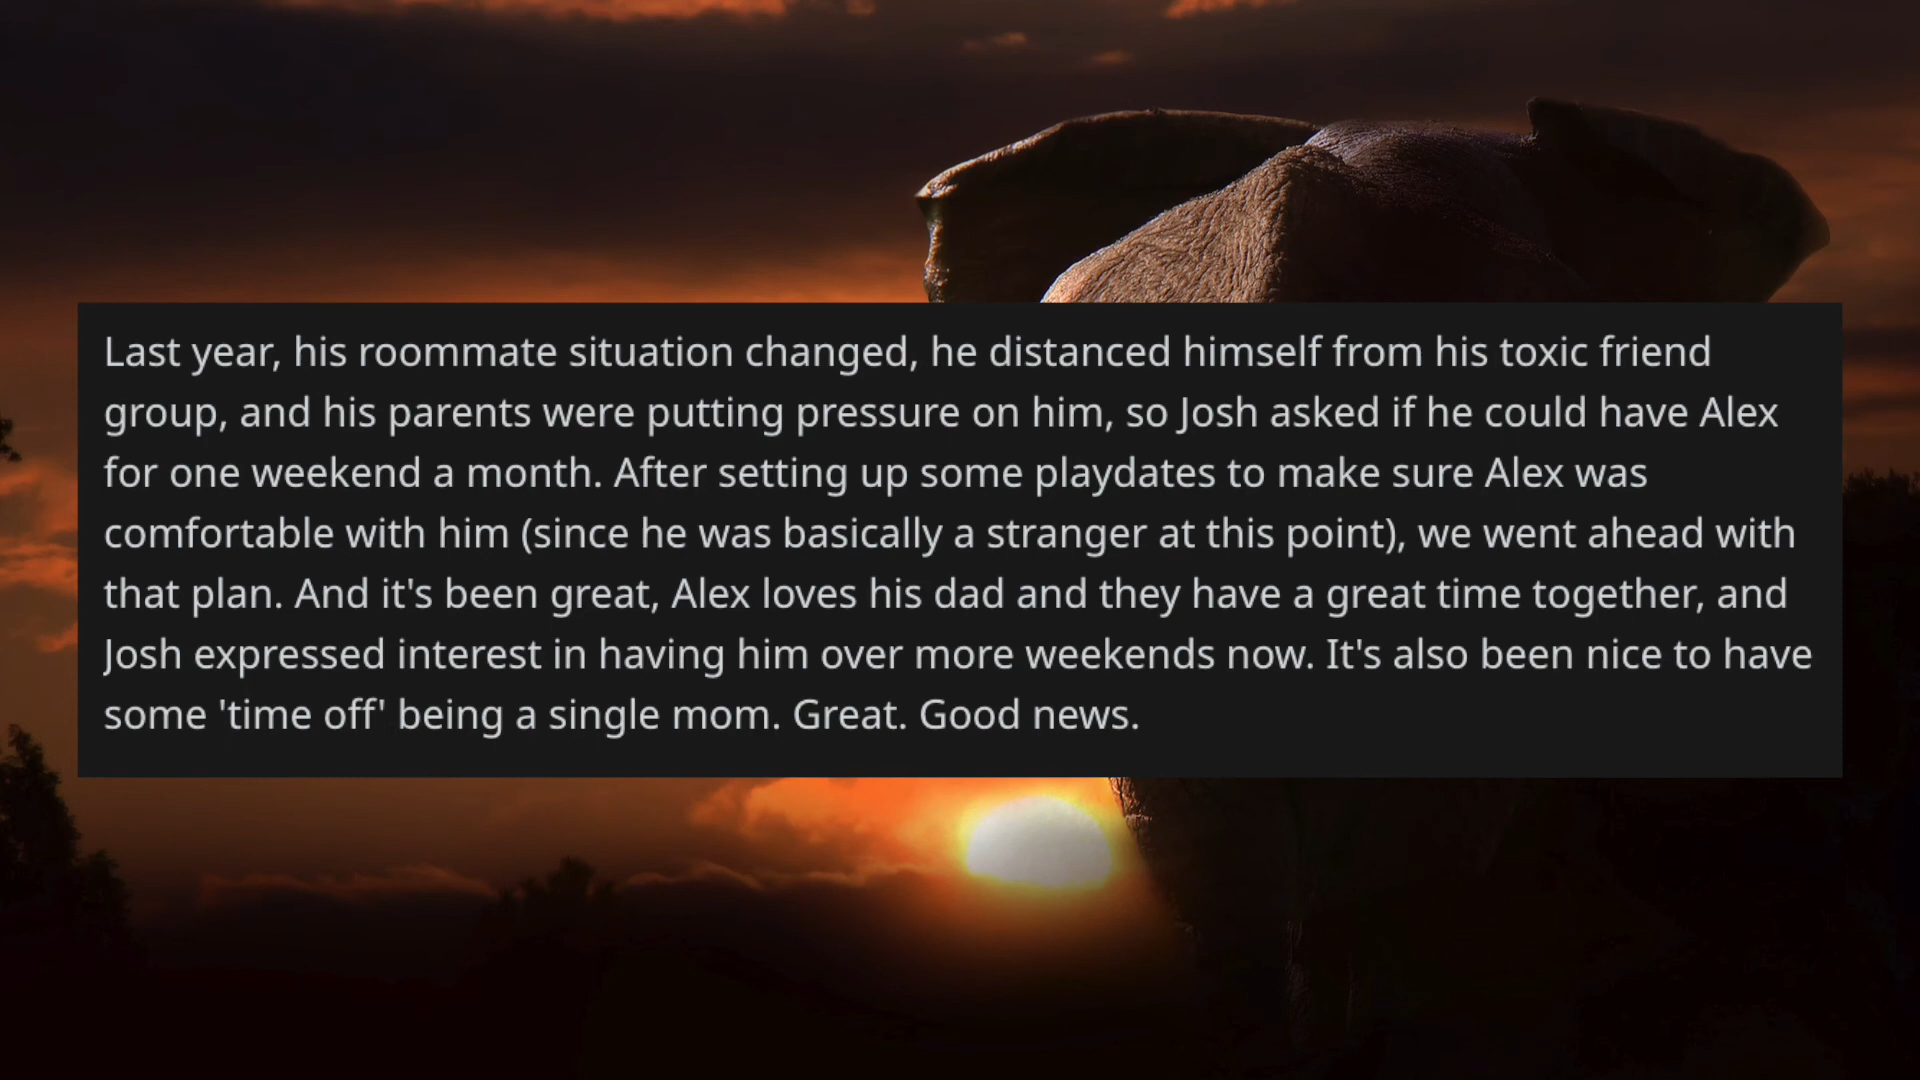 Last year, his roommate situation changed, he distanced himself from his toxic friend
group, and his parents were putting pressure on him, so Josh asked if he could have Alex
for one weekend a month. After setting up some playdates to make sure Alex was
comfortable with him (since he was basically a stranger at this point), we went ahead with
that plan. And it's been great, Alex loves his dad and they have a great time together, and
Josh expressed interest in having him over more weekends now. It's also been nice to have
some 'time off' being a single mom. Great. Good news.